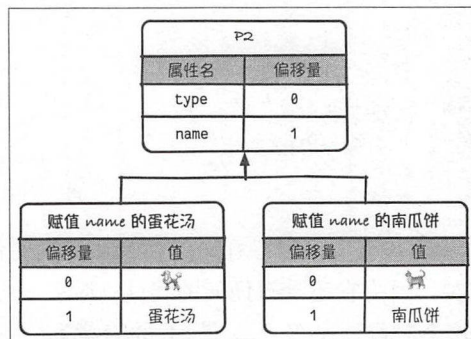 P2
属性名 偏移量
type 0
name 1
赋值 name 的蛋花汤 赋值 name 的南瓜饼
偏移量 值 偏移量 值
0 0
1 蛋花汤 1 南瓜饼